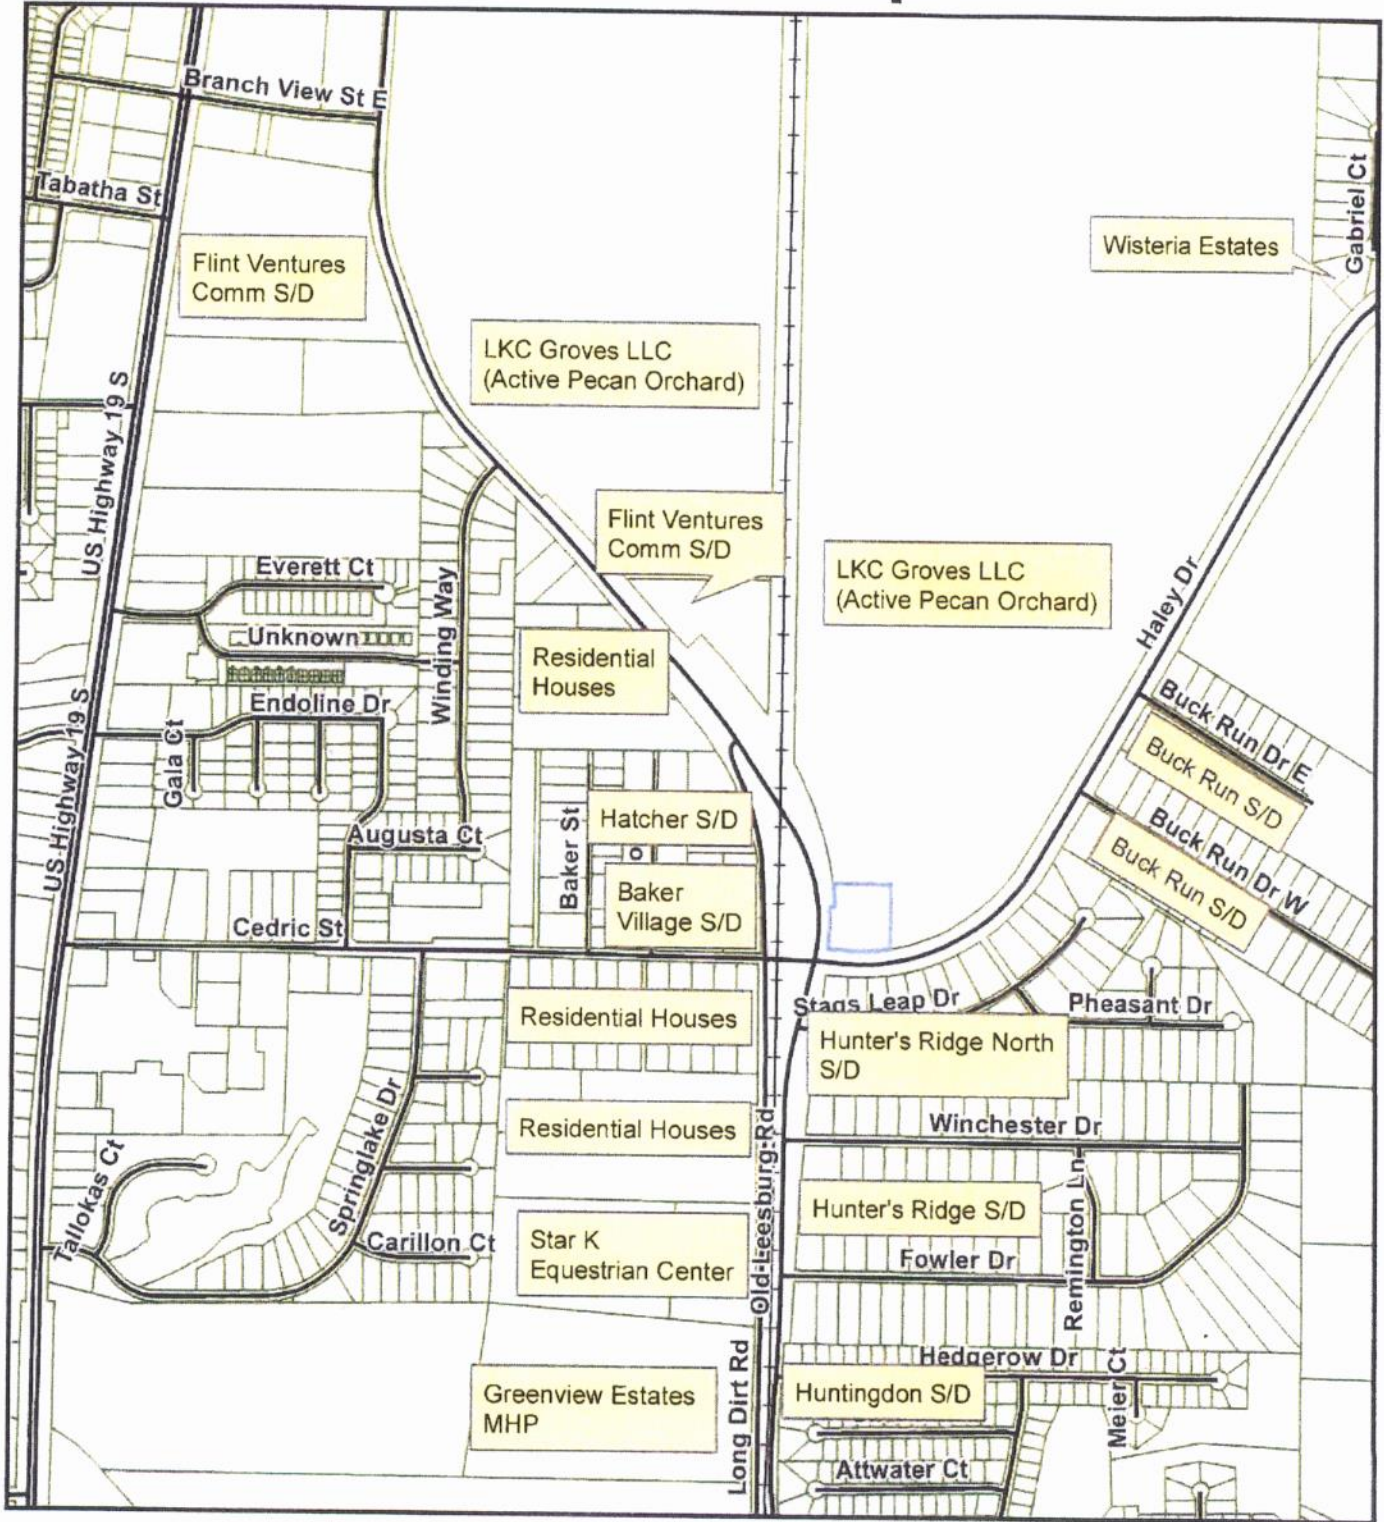 Branch View St E
Tabatha St
Gabriel Ct
Wisteria Estates
Flint Ventures
Comm S/D
LKC Groves LLC
(Active Pecan Orchard)
US Highway 19 S
Flint Ventures
Comm S/D
LKC Groves LLC
(Active Pecan Orchard)
Haley Dr
Everett Ct
Unknown
Winding Way
Residential
Houses
Endoline Dr
Gala Ct
US Highway 19 S
Buck Run Dr E
Buck Run S/D
Buck Run Dr W
Buck Run S/D
Augusta Ct
Baker St
Hatcher S/D
Baker
Village S/D
Cedric St
Stags Leap Dr
Pheasant Dr
Residential Houses
Hunter's Ridge North
S/D
Residential Houses
Winchester Dr
Springlake Dr
Old Leesburg Rd
Tallokas Ct
Hunter's Ridge S/D
Remington Ln
Carillon Ct
Star K
Equestrian Center
Fowler Dr
Hedgerow Dr
Meier Ct
Greenview Estates
MHP
Long Dirt Rd
Huntingdon S/D
Attwater Ct